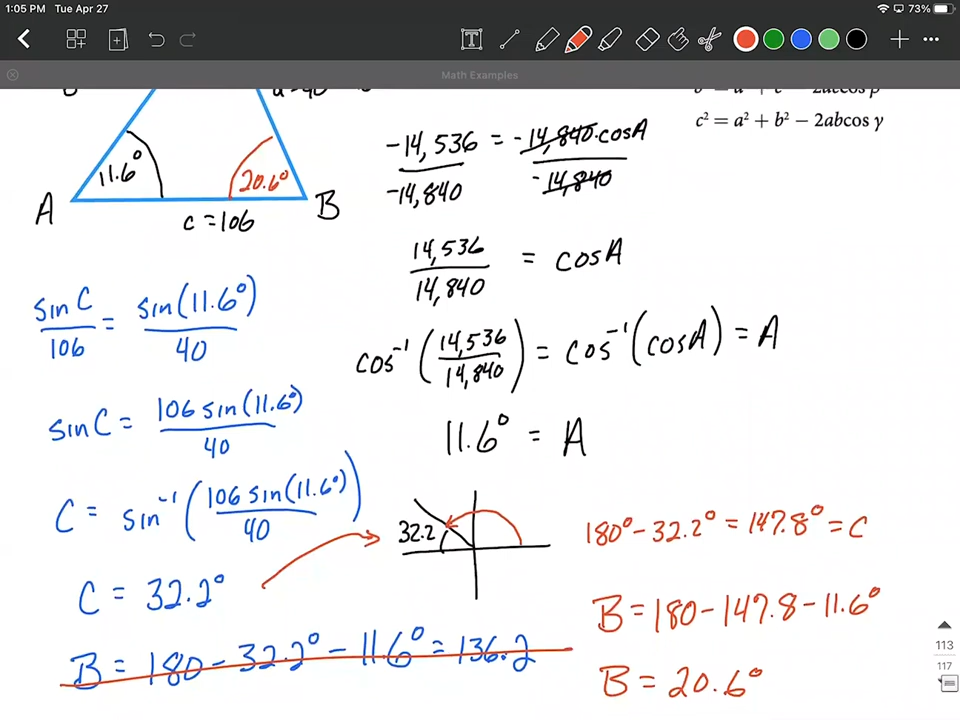 1:05 PM Tue Apr 27
73%
Math Examples
c² = a² + b² − 2abcos γ
11.6°
20.6°
A
B
c = 106
-14,536 = -14,840·cosA
-14,840 -14,840
14,536 = cosA
14,840
cos⁻¹ (14,536/14,840) = cos⁻¹(cosA) = A
11.6° = A
sin C = sin(11.6°)
106 40
sin C = 106 sin(11.6°)
40
C = sin⁻¹ (106 sin(11.6°)/40)
C = 32.2°
B = 180 - 32.2° - 11.6° = 136.2
32.2
180° - 32.2° = 147.8° = C
B = 180 - 147.8 - 11.6°
B = 20.6°
113
117